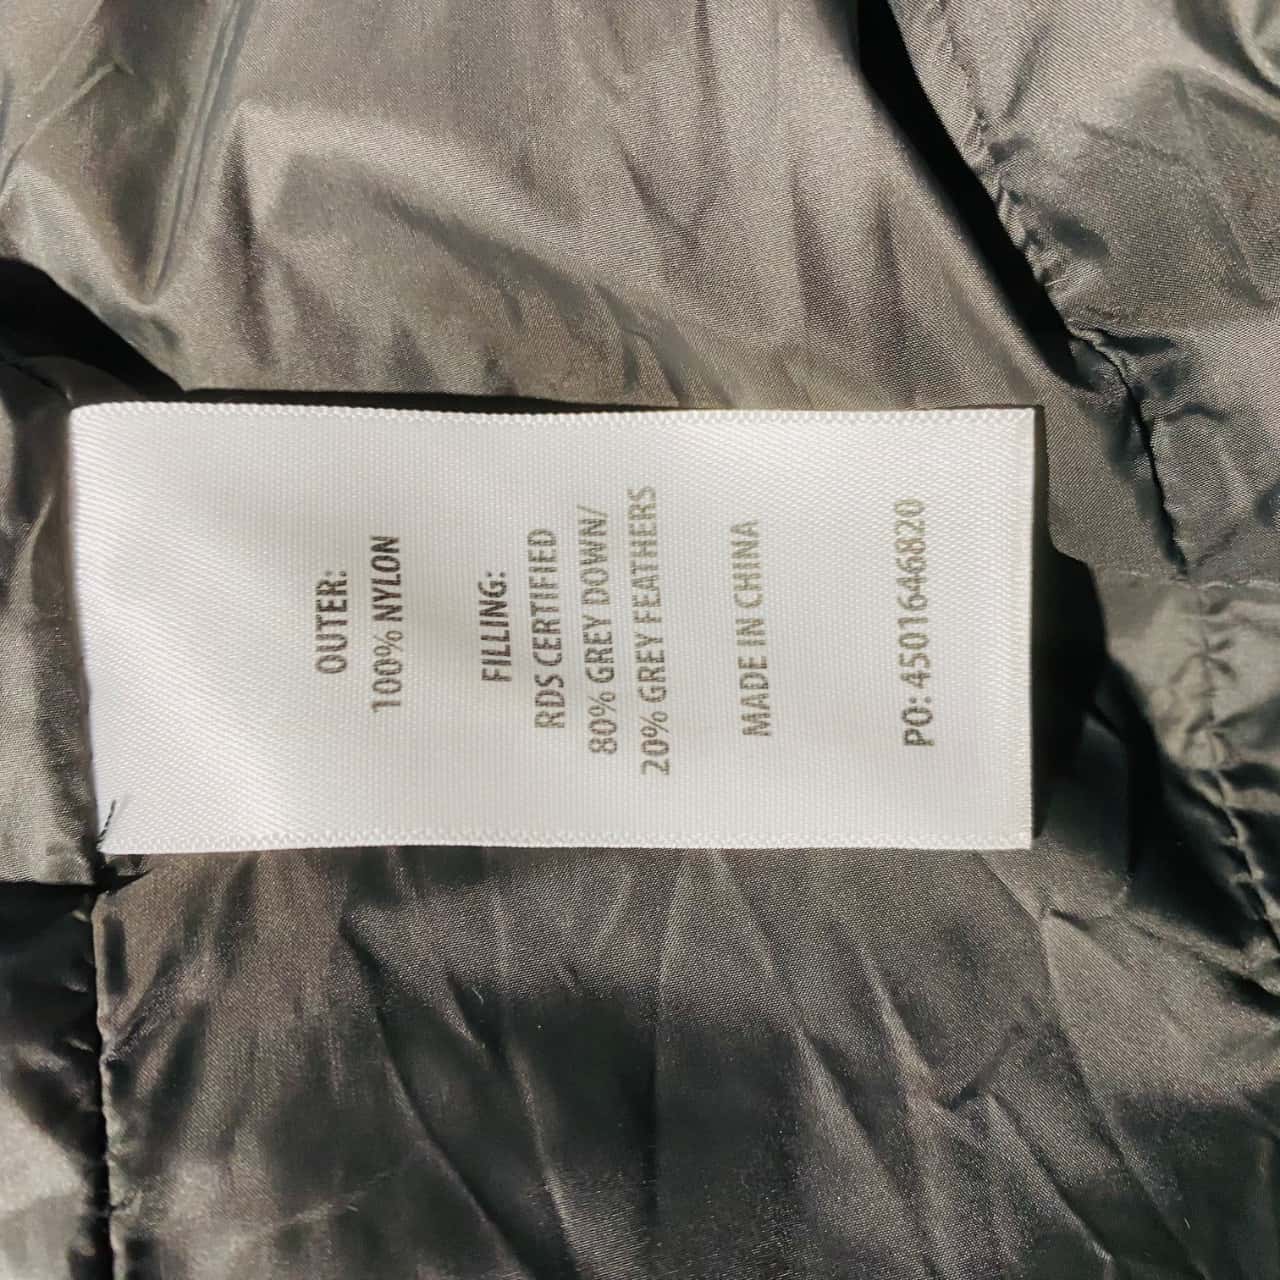 OUTER:
100% NYLON
FILLING:
RDS CERTIFIED
80% GREY DOWN/
20% GREY FEATHERS
MADE IN CHINA
PO: 4501646820